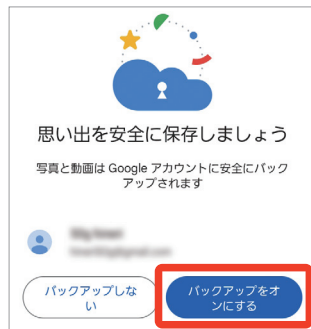 思い出を安全に保存しましょう
写真と動画は Google アカウントに安全にバック
アップされます
バックアップしな
い
バックアップをオ
ンにする